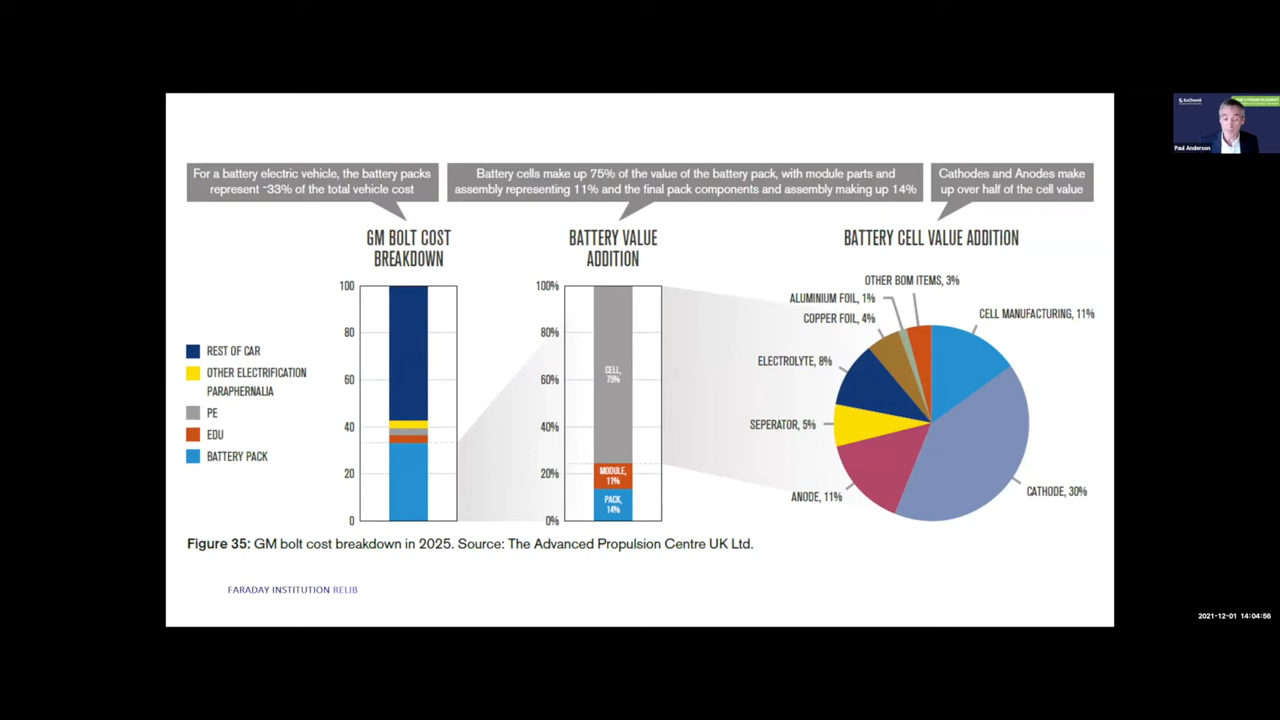 For a battery electric vehicle, the battery packs
represent ~33% of the total vehicle cost
Battery cells make up 75% of the value of the battery pack, with module parts and
assembly representing 11% and the final pack components and assembly making up 14%
Cathodes and Anodes make
up over half of the cell value
GM BOLT COST
BREAKDOWN
100
80
60
40
20
0
REST OF CAR
OTHER ELECTRIFICATION
PARAPHERNALIA
PE
EDU
BATTERY PACK
BATTERY VALUE
ADDITION
100%
80%
60%
40%
20%
0%
CELL,
75%
MODULE,
11%
PACK,
14%
BATTERY CELL VALUE ADDITION
OTHER BOM ITEMS, 3%
ALUMINIUM FOIL, 1%
COPPER FOIL, 4%
ELECTROLYTE, 8%
SEPERATOR, 5%
ANODE, 11%
CELL MANUFACTURING, 11%
CATHODE, 30%
Figure 35: GM bolt cost breakdown in 2025. Source: The Advanced Propulsion Centre UK Ltd.
FARADAY INSTITUTION RELIB
EuChemS
LITHIUM ELEMENT
Paul Anderson
2021-12-01 14:04:56